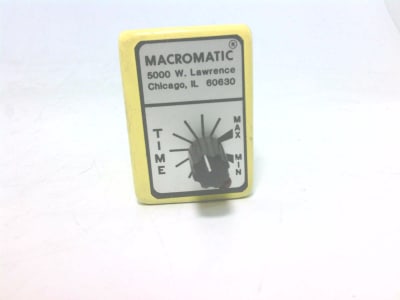 MACROMATIC ®
5000 W. Lawrence
Chicago, IL 60630
TIME
MAX
MIN